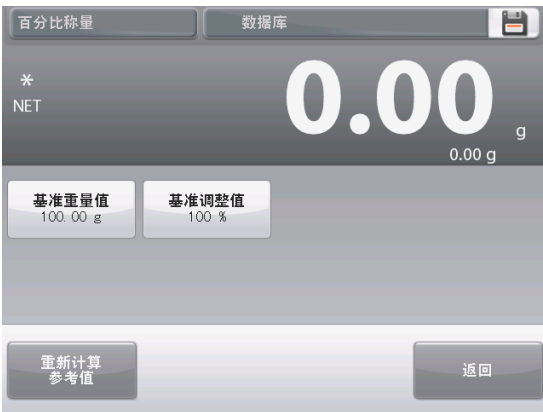 百分比称量
数据库
*
NET
0.00 g
0.00 g
基准重量值
100.00 g
基准调整值
100 %
重新计算
参考值
返回